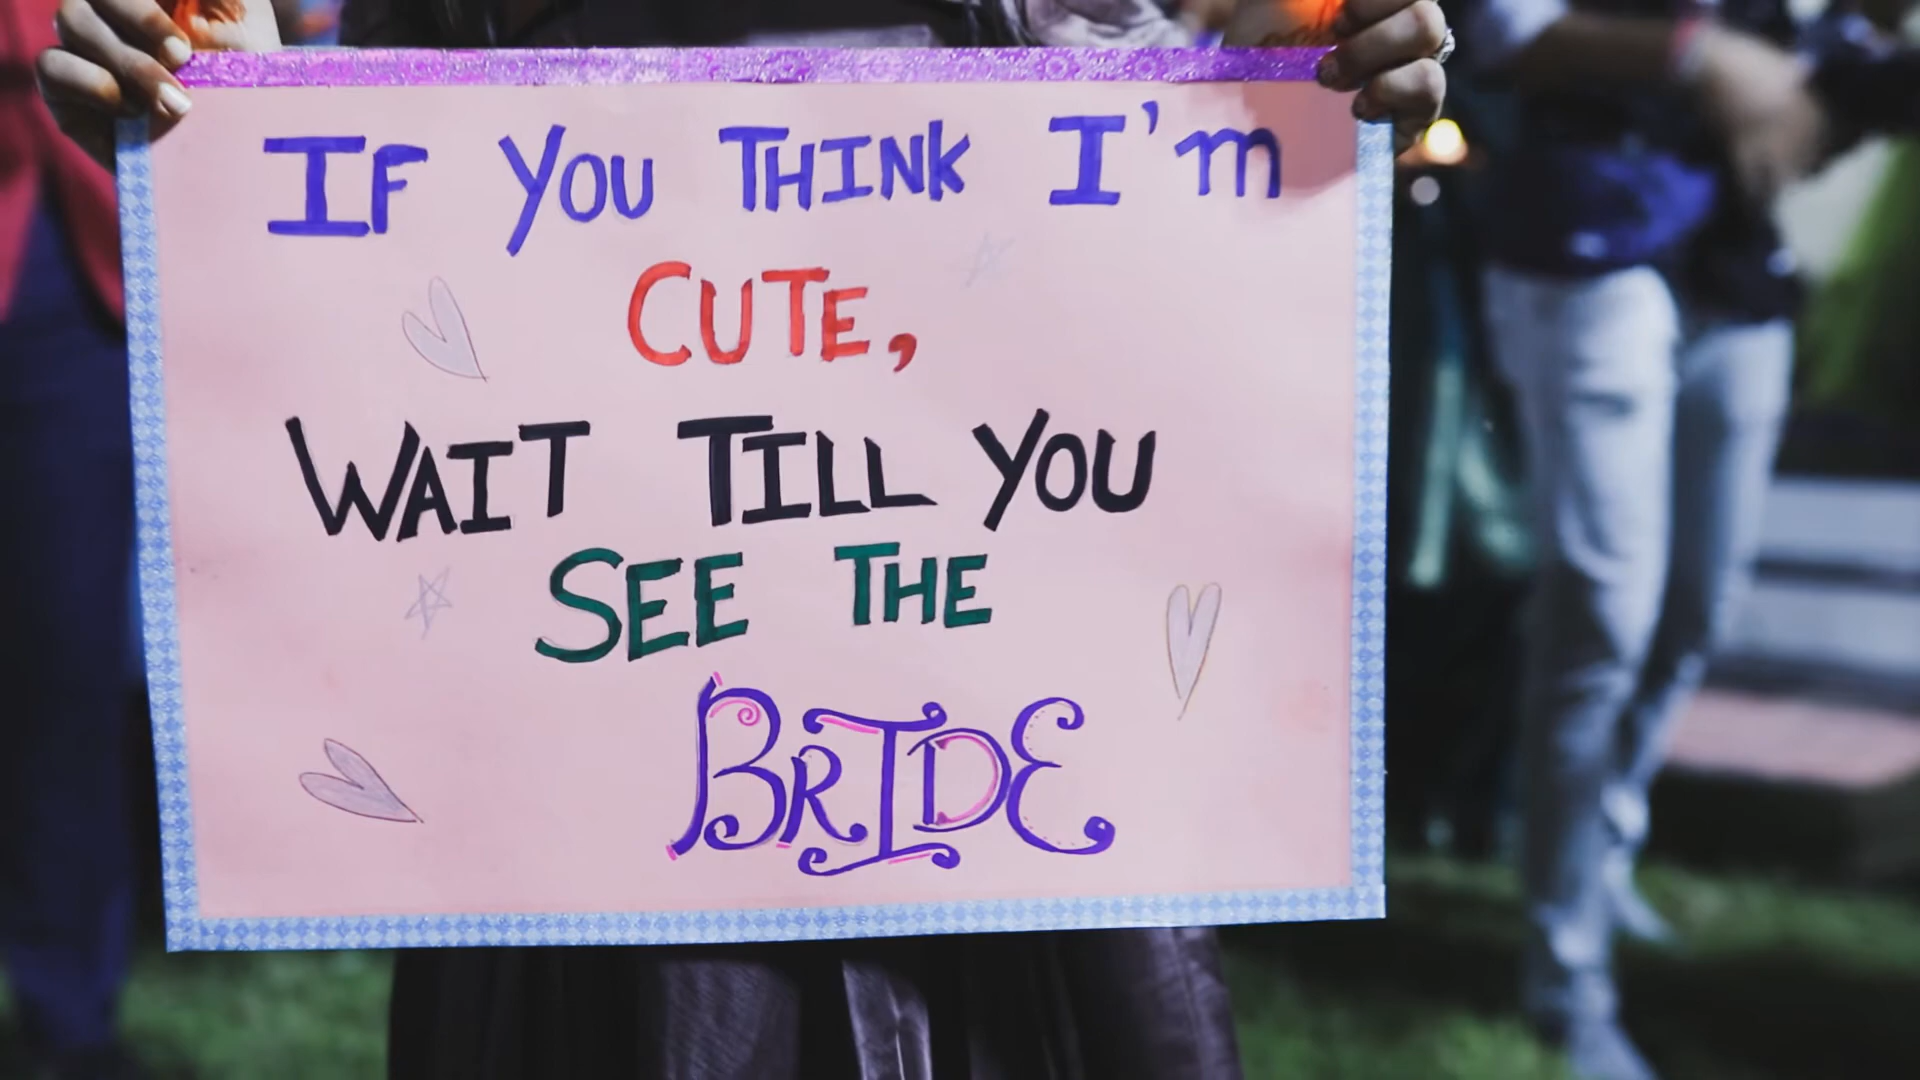 IF YOU THINK I'm
CUTE,
WAIT TILL YOU
SEE THE
BRIDE